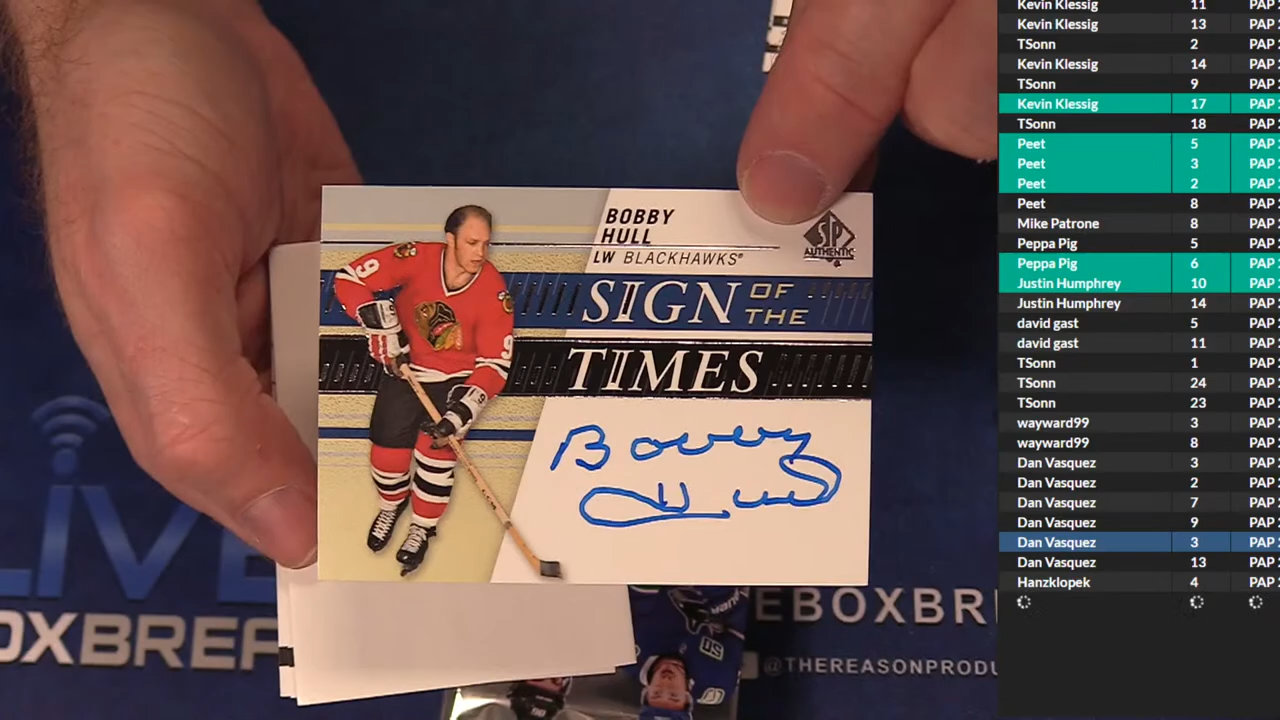 BOBBY
HULL
LW BLACKHAWKS®
SP
AUTHENTIC
SIGN OF THE
TIMES
Bobby
Hull
9
9
LIVE
OXBREA
EBOXBR
@THEREASONPRODU
Kevin Klessig 11 PAP
Kevin Klessig 13 PAP
TSonn 2 PAP
Kevin Klessig 14 PAP
TSonn 9 PAP
Kevin Klessig 17 PAP
TSonn 18 PAP
Peet 5 PAP
Peet 3 PAP
Peet 2 PAP
Peet 8 PAP
Mike Patrone 8 PAP
Peppa Pig 5 PAP
Peppa Pig 6 PAP
Justin Humphrey 10 PAP
Justin Humphrey 14 PAP
david gast 5 PAP
david gast 11 PAP
TSonn 1 PAP
TSonn 24 PAP
TSonn 23 PAP
wayward99 3 PAP
wayward99 8 PAP
Dan Vasquez 3 PAP
Dan Vasquez 2 PAP
Dan Vasquez 7 PAP
Dan Vasquez 9 PAP
Dan Vasquez 3 PAP
Dan Vasquez 13 PAP
Hanzklopek 4 PAP